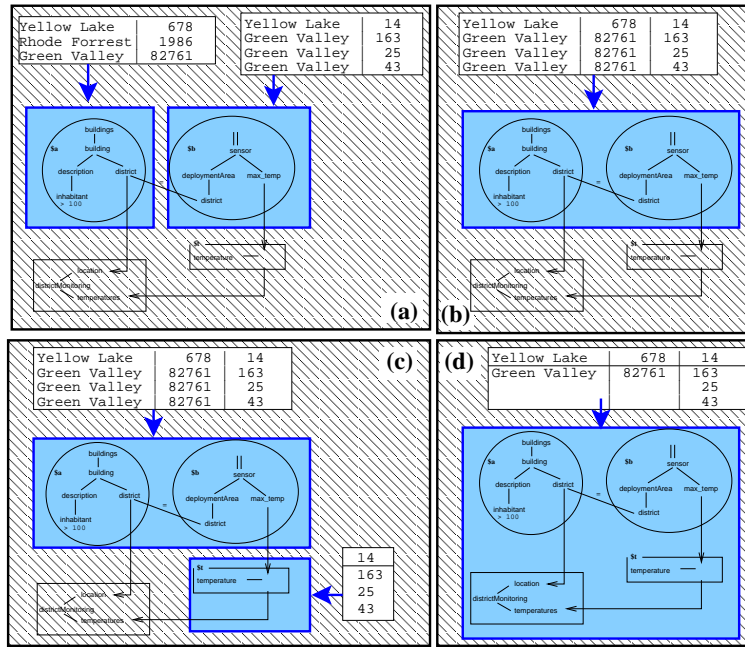 Yellow Lake 678
Rhode Forrest 1986
Green Valley 82761
Yellow Lake 14
Green Valley 163
Green Valley 25
Green Valley 43
buildings
$a building
description district
inhabitant
> 100
=
$b sensor
deploymentArea max_temp
district
$t
temperature
location
districtMonitoring
temperatures
(a)
Yellow Lake 678 14
Green Valley 82761 163
Green Valley 82761 25
Green Valley 82761 43
buildings
$a building
description district
inhabitant
> 100
=
$b sensor
deploymentArea max_temp
district
$t
temperature
location
districtMonitoring
temperatures
(b)
(c)
Yellow Lake 678 14
Green Valley 82761 163
Green Valley 82761 25
Green Valley 82761 43
buildings
$a building
description district
inhabitant
> 100
=
$b sensor
deploymentArea max_temp
district
$t
temperature
location
districtMonitoring
temperatures
14
163
25
43
(d)
Yellow Lake 678 14
Green Valley 82761 163
25
43
buildings
$a building
description district
inhabitant
> 100
=
$b sensor
deploymentArea max_temp
district
$t
temperature
location
districtMonitoring
temperatures